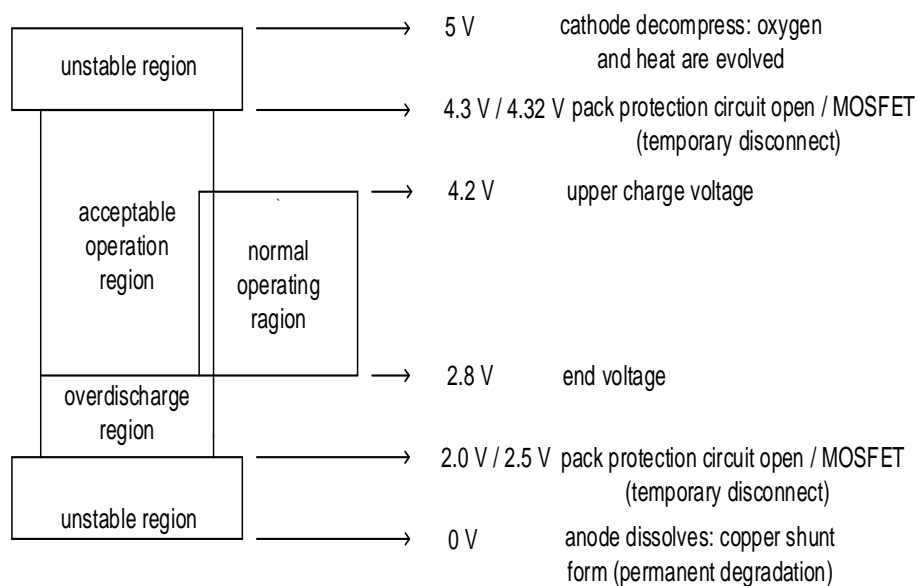 5 V cathode decompress: oxygen
and heat are evolved
unstable region
4.3 V / 4.32 V pack protection circuit open / MOSFET
(temporary disconnect)
4.2 V upper charge voltage
acceptable
operation
region
normal
operating
ragion
2.8 V end voltage
overdischarge
region
2.0 V / 2.5 V pack protection circuit open / MOSFET
(temporary disconnect)
unstable region
0 V anode dissolves: copper shunt
form (permanent degradation)